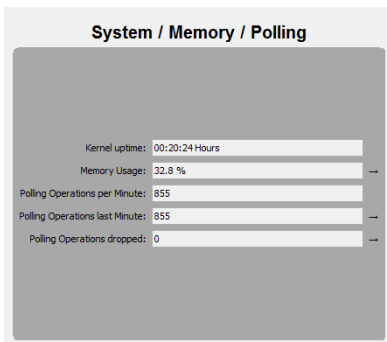 System / Memory / Polling
Kernel uptime: 00:20:24 Hours
Memory Usage: 32.8 % →
Polling Operations per Minute: 855
Polling Operations last Minute: 855 →
Polling Operations dropped: 0 →